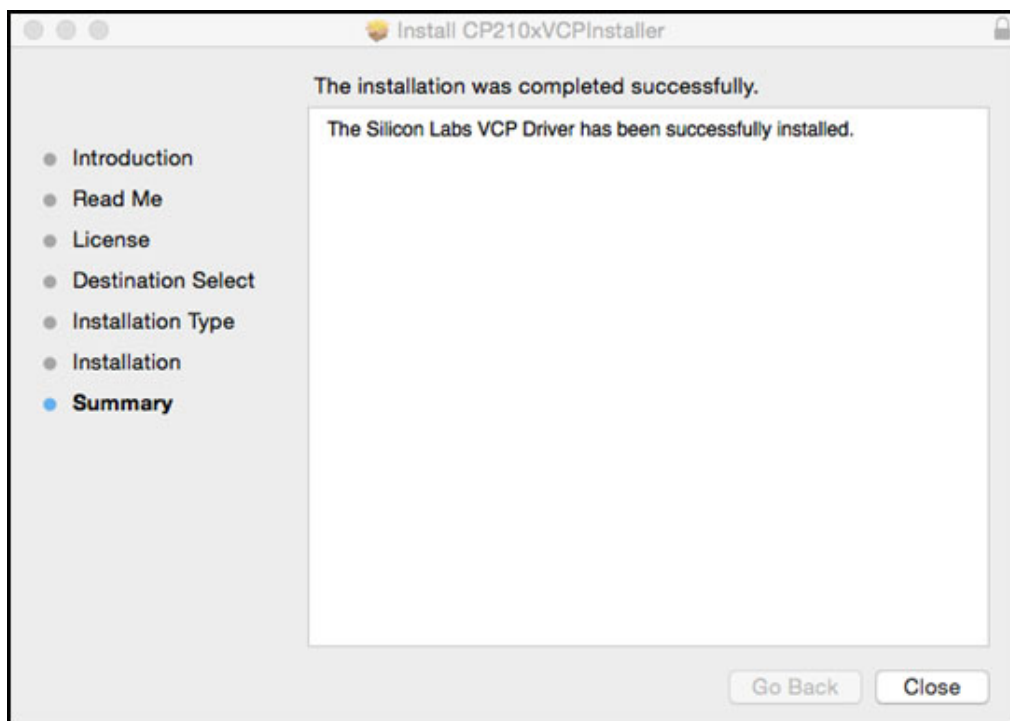 Install CP210xVCPInstaller
The installation was completed successfully.
The Silicon Labs VCP Driver has been successfully installed.
Introduction
Read Me
License
Destination Select
Installation Type
Installation
Summary
Go Back
Close